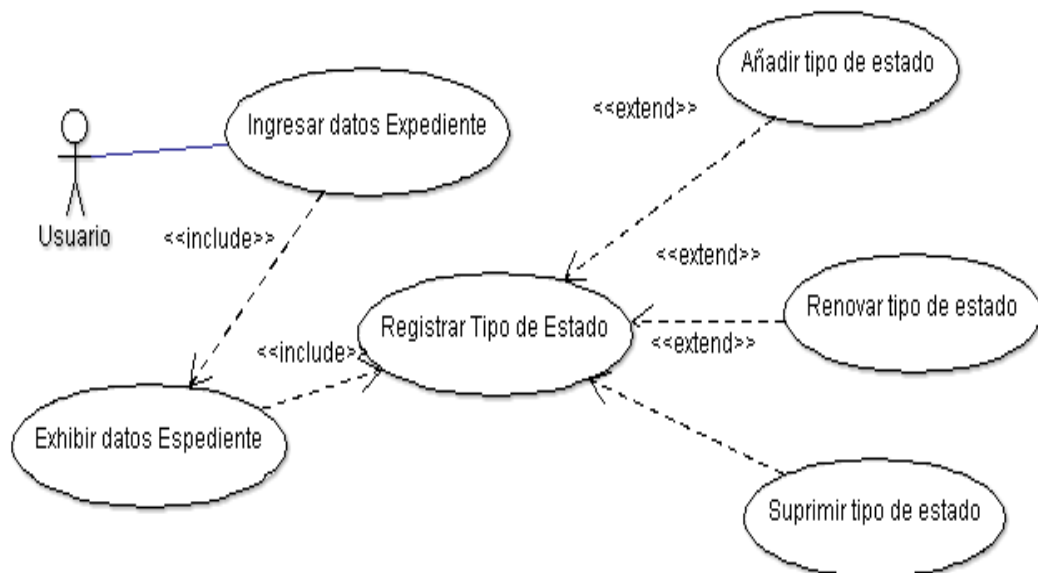 Añadir tipo de estado
<<extend>>
Ingresar datos Expediente
Usuario
<<include>>
<<extend>>
Renovar tipo de estado
Registrar Tipo de Estado
<<extend>>
<<include>>
Exhibir datos Espediente
Suprimir tipo de estado